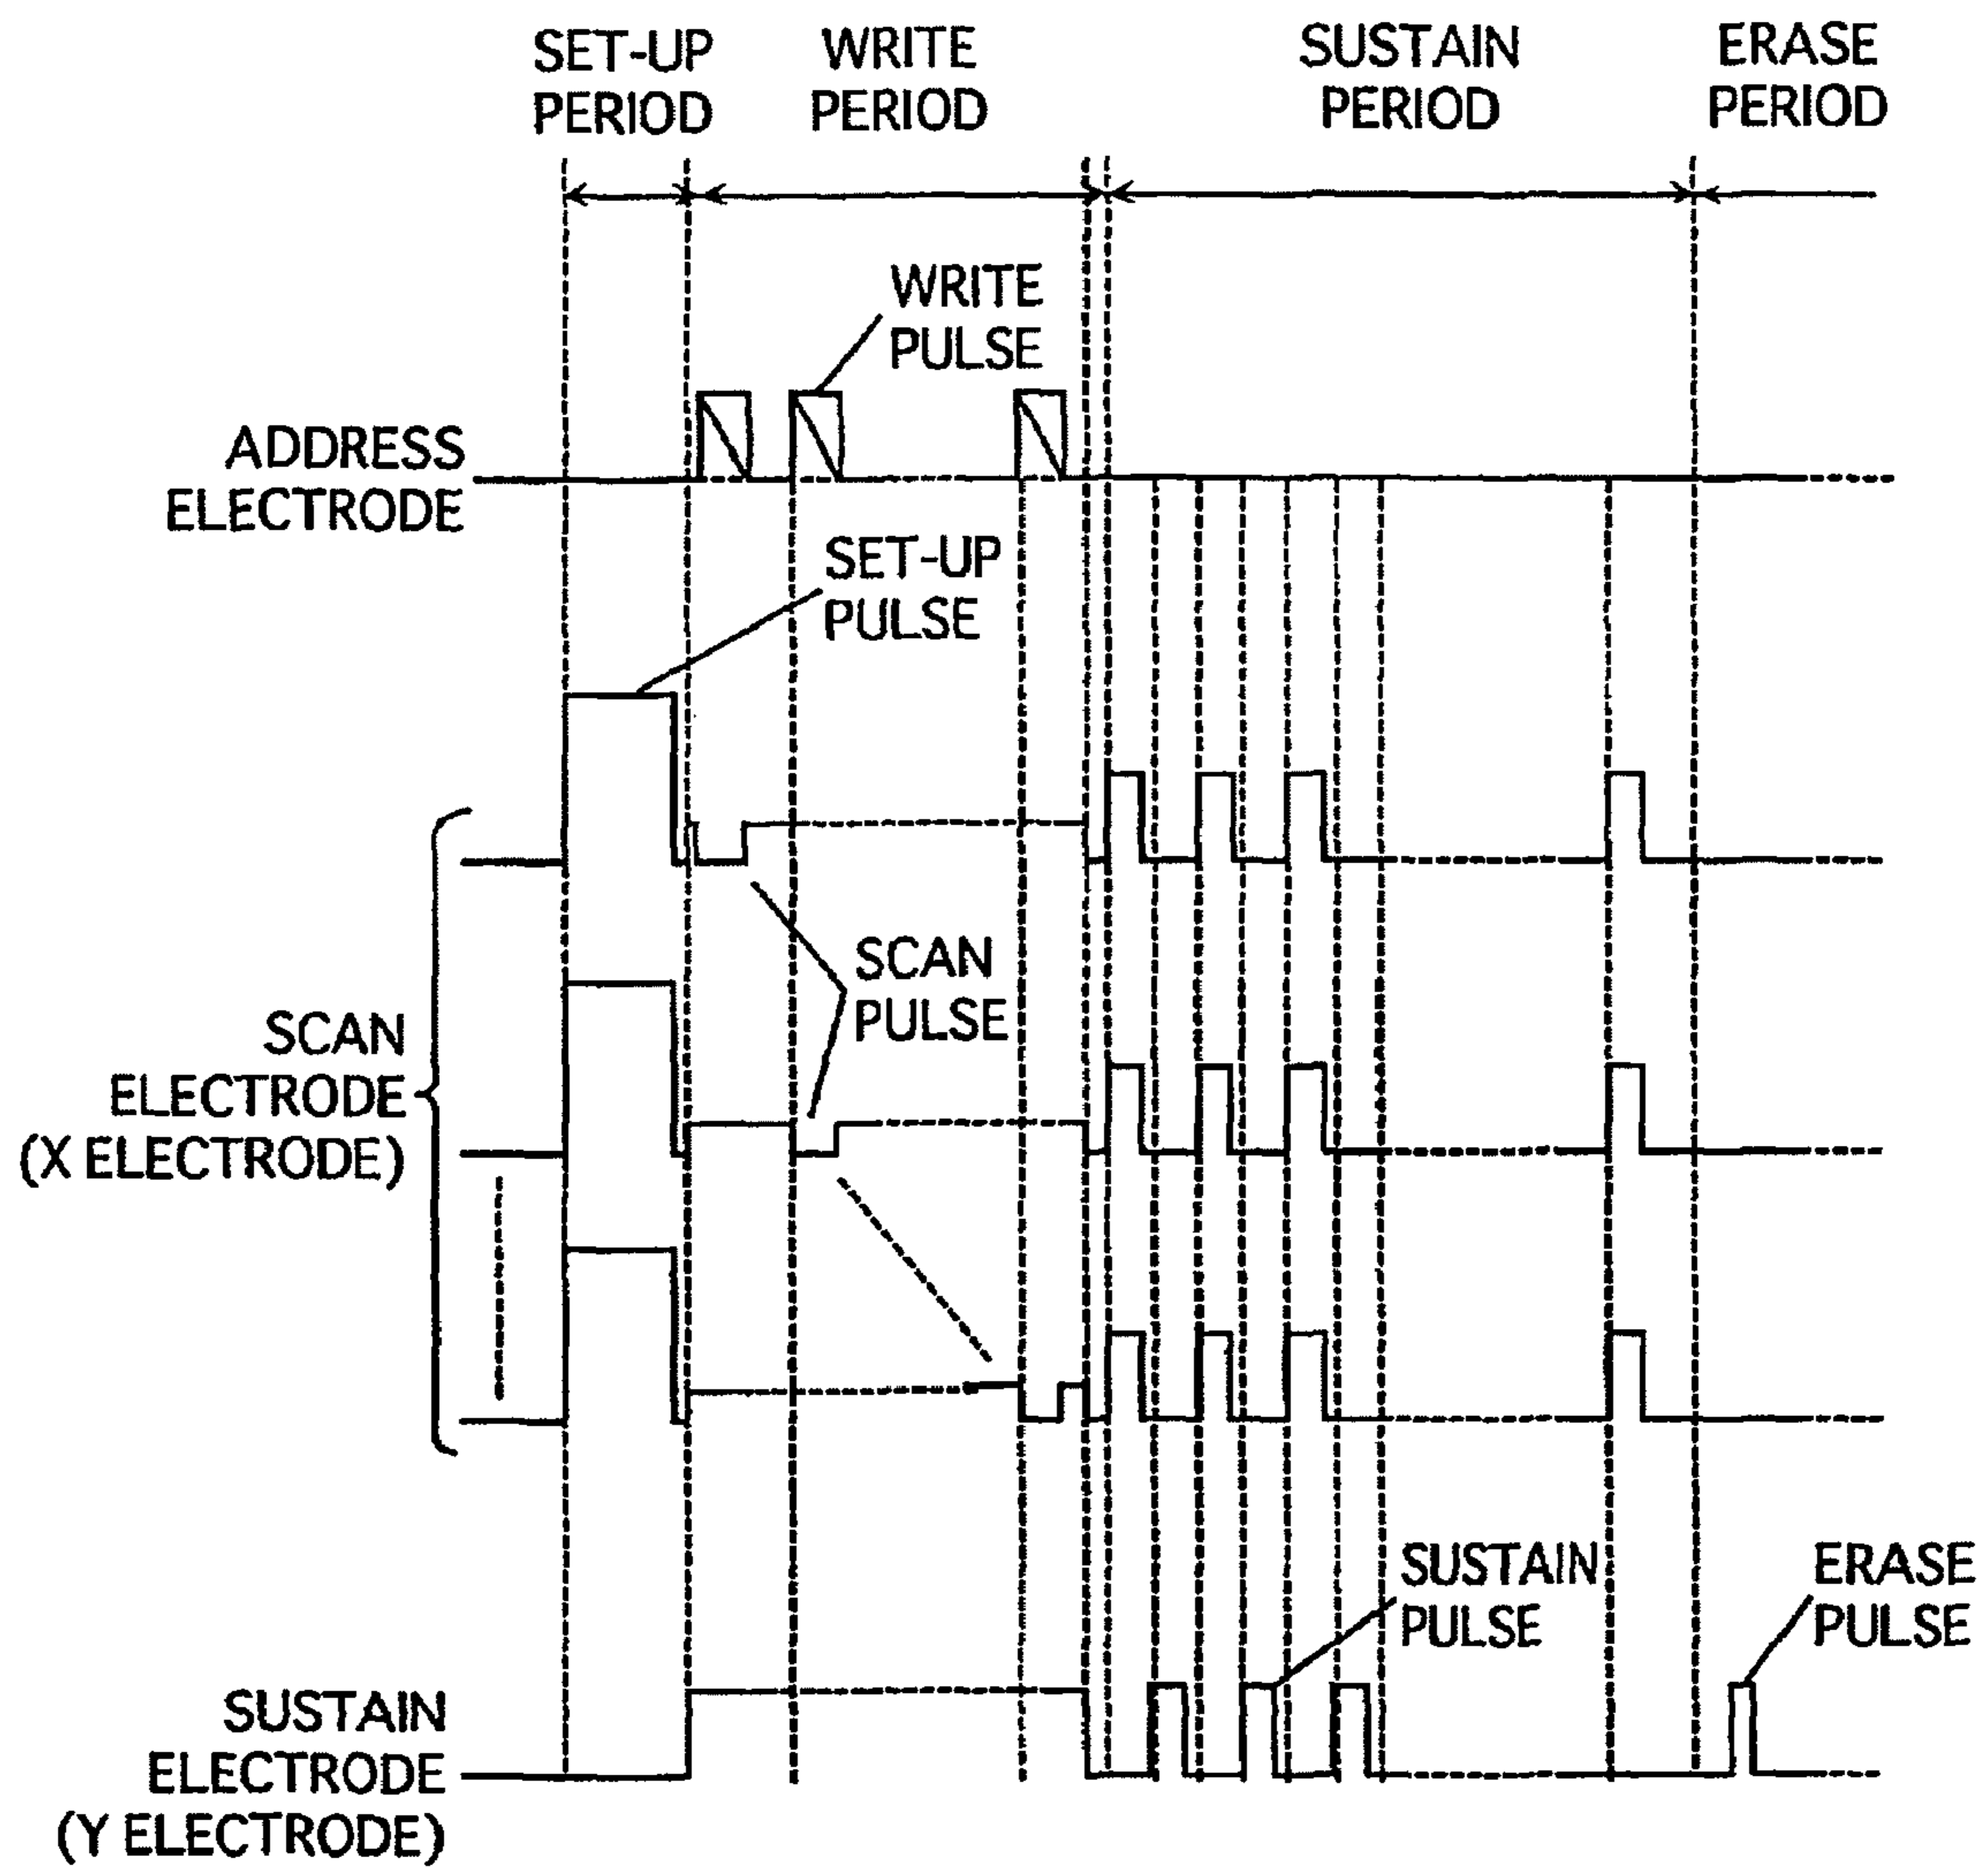 SET-UP
PERIOD
WRITE
PERIOD
SUSTAIN
PERIOD
ERASE
PERIOD
WRITE
PULSE
ADDRESS
ELECTRODE
SET-UP
PULSE
SCAN
PULSE
SCAN
ELECTRODE
(X ELECTRODE)
SUSTAIN
PULSE
ERASE
PULSE
SUSTAIN
ELECTRODE
(Y ELECTRODE)